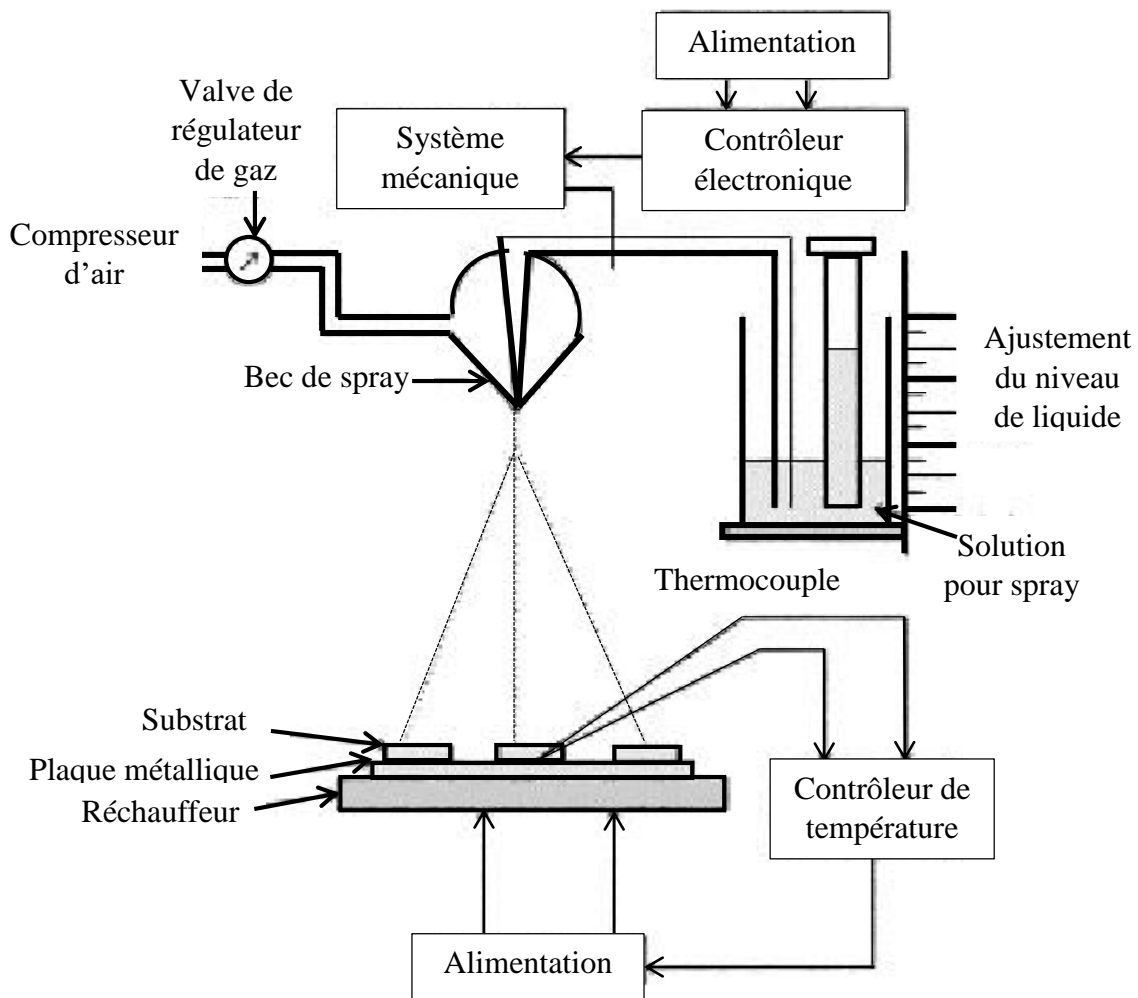 Alimentation
Valve de
régulateur
de gaz
Système
mécanique
Contrôleur
électronique
Compresseur
d’air
Bec de spray
Ajustement
du niveau
de liquide
Solution
pour spray
Thermocouple
Substrat
Plaque métallique
Réchauffeur
Contrôleur de
température
Alimentation